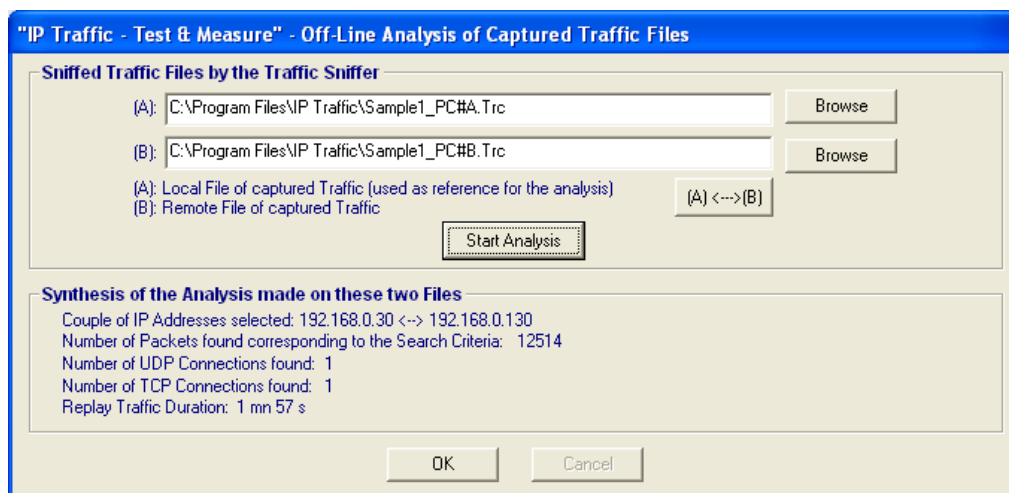 "IP Traffic - Test & Measure" - Off-Line Analysis of Captured Traffic Files
Sniffed Traffic Files by the Traffic Sniffer
(A): C:\Program Files\IP Traffic\Sample1_PC#A.Trc Browse
(B): C:\Program Files\IP Traffic\Sample1_PC#B.Trc Browse
(A): Local File of captured Traffic (used as reference for the analysis)
(B): Remote File of captured Traffic
(A) <--->(B)
Start Analysis
Synthesis of the Analysis made on these two Files
Couple of IP Addresses selected: 192.168.0.30 <--> 192.168.0.130
Number of Packets found corresponding to the Search Criteria: 12514
Number of UDP Connections found: 1
Number of TCP Connections found: 1
Replay Traffic Duration: 1 mn 57 s
OK Cancel